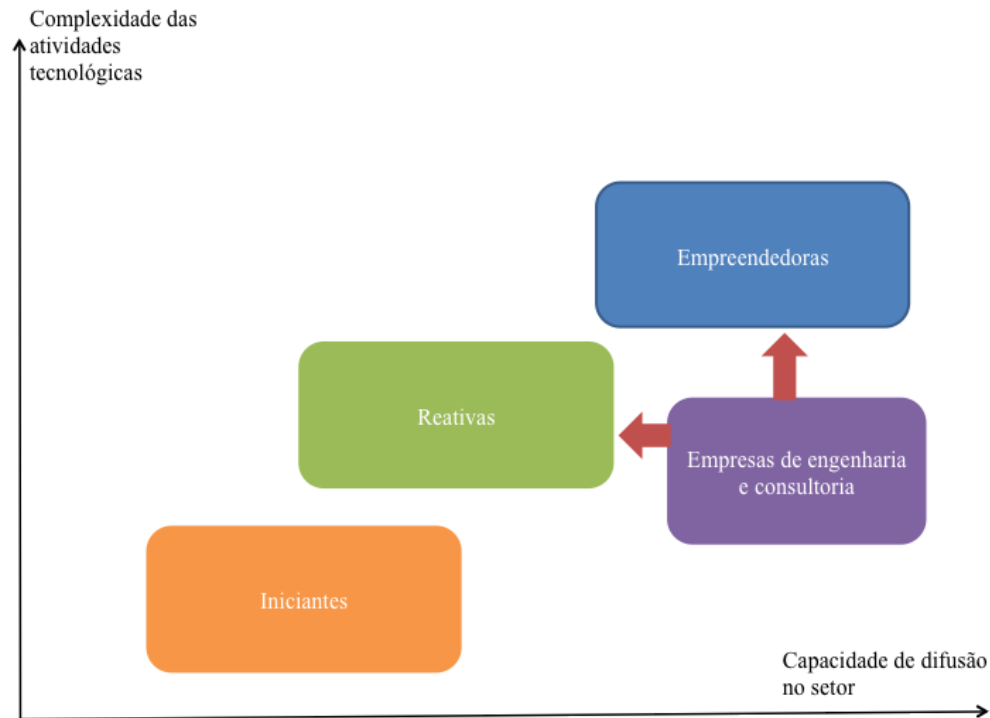 Complexidade das
atividades
tecnológicas
Empreendedoras
Reativas
Empresas de engenharia
e consultoria
Iniciantes
Capacidade de difusão
no setor